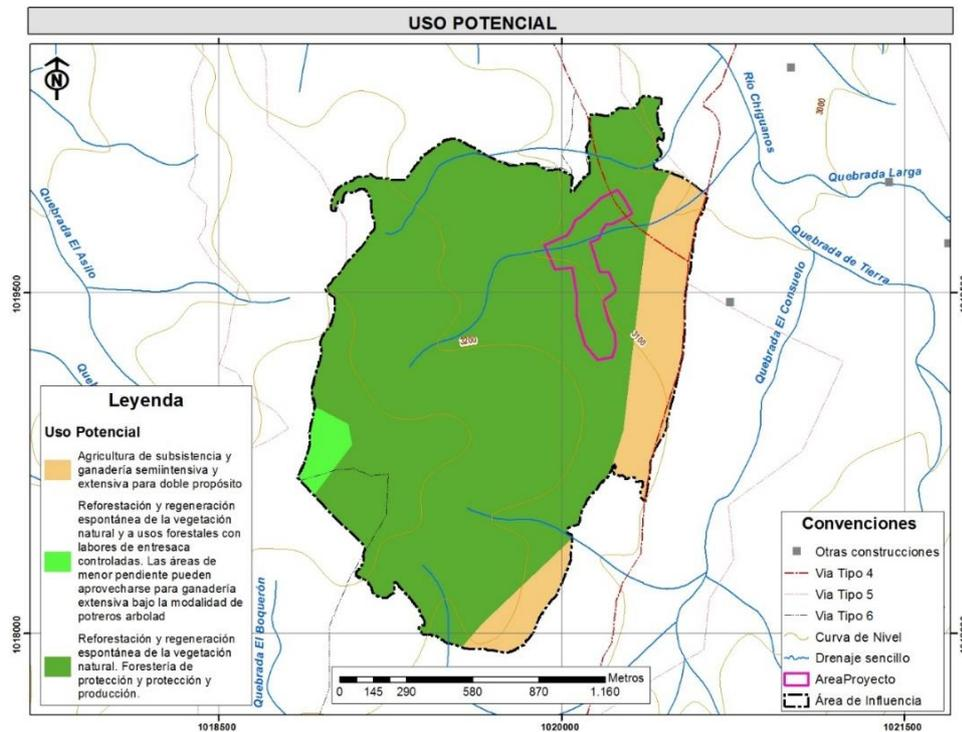 USO POTENCIAL
N
Río Chiguanos
3000
Quebrada Larga
Quebrada El Asilo
Quebrada de Tierra
Quebrada El Consuelo
1019500
3200
3100
Quebrada El Boquerón
1018000
Leyenda
Uso Potencial
Agricultura de subsistencia y
ganadería semiintensiva y
extensiva para doble propósito
Reforestación y regeneración
espontánea de la vegetación
natural y a usos forestales con
labores de entresaca
controladas. Las áreas de
menor pendiente pueden
aprovecharse para ganadería
extensiva bajo la modalidad de
potreros arbolad
Reforestación y regeneración
espontánea de la vegetación
natural. Forestería de
protección y protección y
producción.
Convenciones
Otras construcciones
Via Tipo 4
Via Tipo 5
Via Tipo 6
Curva de Nivel
Drenaje sencillo
AreaProyecto
Área de Influencia
Metros
0 145 290 580 870 1.160
1018500 1020000 1021500